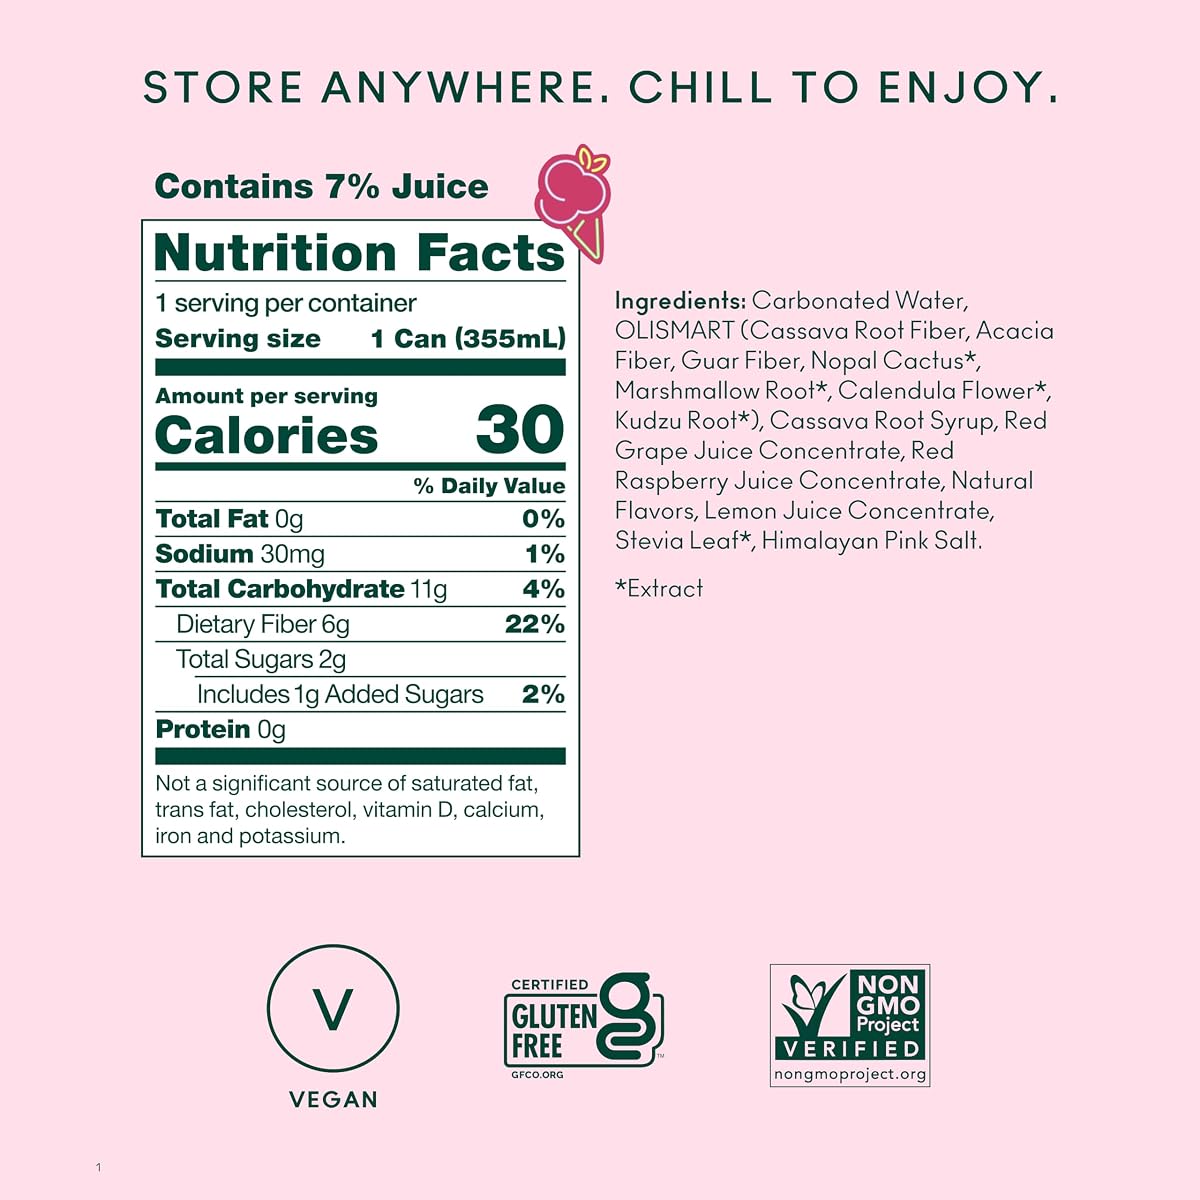 STORE ANYWHERE. CHILL TO ENJOY.
Contains 7% Juice
Nutrition Facts
1 serving per container
Serving size 1 Can (355mL)
Amount per serving
Calories 30
% Daily Value
Total Fat 0g 0%
Sodium 30mg 1%
Total Carbohydrate 11g 4%
Dietary Fiber 6g 22%
Total Sugars 2g
Includes 1g Added Sugars 2%
Protein 0g
Not a significant source of saturated fat,
trans fat, cholesterol, vitamin D, calcium,
iron and potassium.
Ingredients: Carbonated Water,
OLISMART (Cassava Root Fiber, Acacia
Fiber, Guar Fiber, Nopal Cactus*,
Marshmallow Root*, Calendula Flower*,
Kudzu Root*), Cassava Root Syrup, Red
Grape Juice Concentrate, Red
Raspberry Juice Concentrate, Natural
Flavors, Lemon Juice Concentrate,
Stevia Leaf*, Himalayan Pink Salt.
*Extract
V
VEGAN
CERTIFIED
GLUTEN
FREE
g
TM
GFCO.ORG
NON
GMO
Project
VERIFIED
nongmoproject.org
1